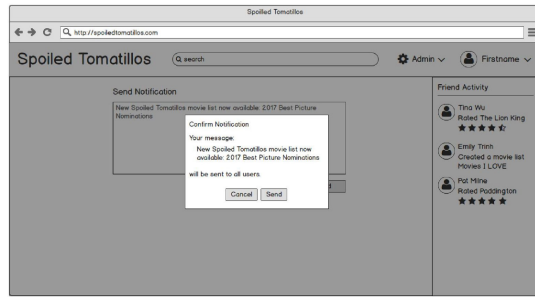 Spoiled Tomatillos
http://spoiledtomatillos.com
Spoiled Tomatillos
search
Admin
Firstname
Send Notification
New Spoiled Tomatillos movie list now available: 2017 Best Picture
Nominations
Confirm Notification
Your message:
New Spoiled Tomatillos movie list now
available: 2017 Best Picture Nominations
will be sent to all users.
Cancel
Send
Friend Activity
Tina Wu
Rated The Lion King
Emily Trinh
Created a movie list
Movies I LOVE
Pat Milne
Rated Paddington